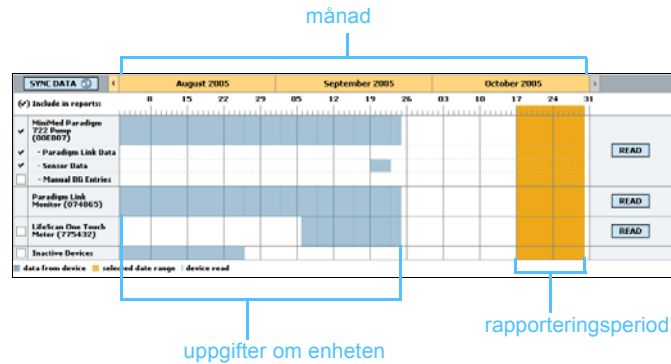 månad
SYNC DATA
August 2005 September 2005 October 2005
(✓) Include in reports: 8 15 22 29 05 12 19 26 03 10 17 24 31
MiniMed Paradigm
722 Pump
(00E007)
- Paradigm Link Data
READ
- Sensor Data
- Manual BG Entries
Paradigm Link
Monitor (074065)
READ
LifeScan One Touch
Meter (775432)
READ
Inactive Devices
data from device selected date range device read
rapporteringsperiod
uppgifter om enheten